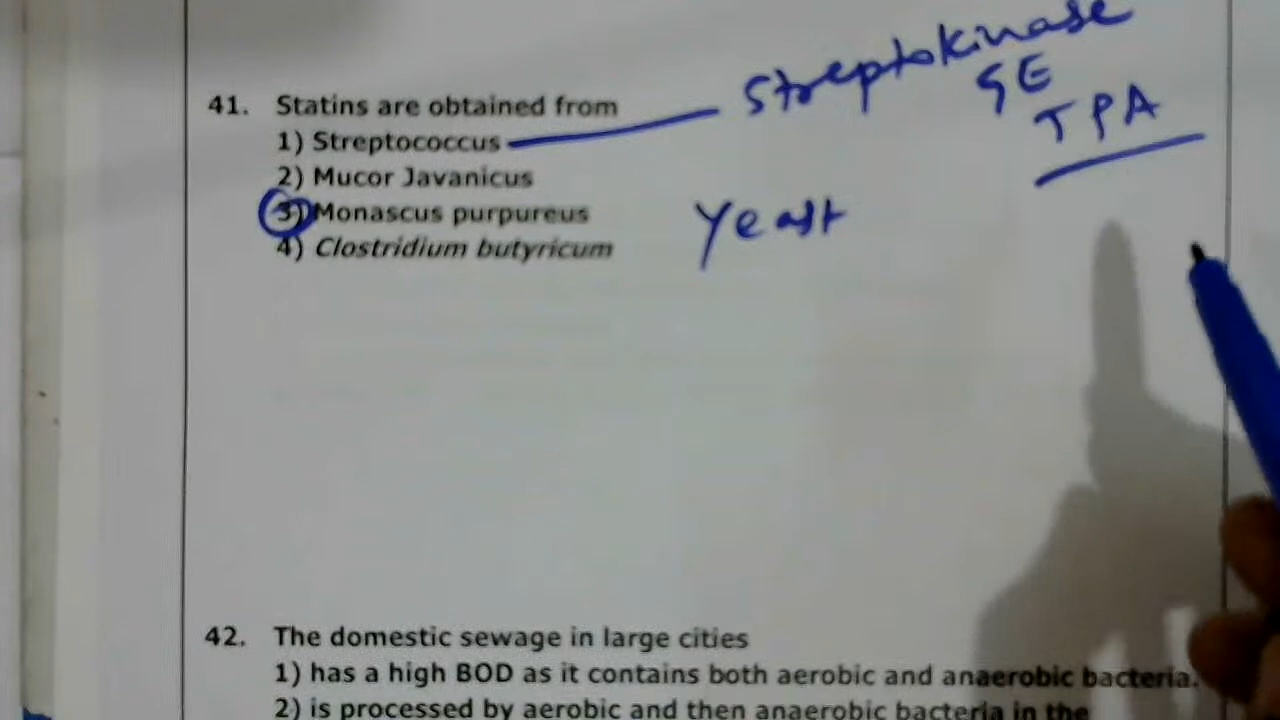 Streptokinase
GE
TPA
41. Statins are obtained from
1) Streptococcus
2) Mucor Javanicus
3) Monascus purpureus
Yeast
4) Clostridium butyricum
42. The domestic sewage in large cities
1) has a high BOD as it contains both aerobic and anaerobic bacteria.
2) is processed by aerobic and then anaerobic bacteria in the